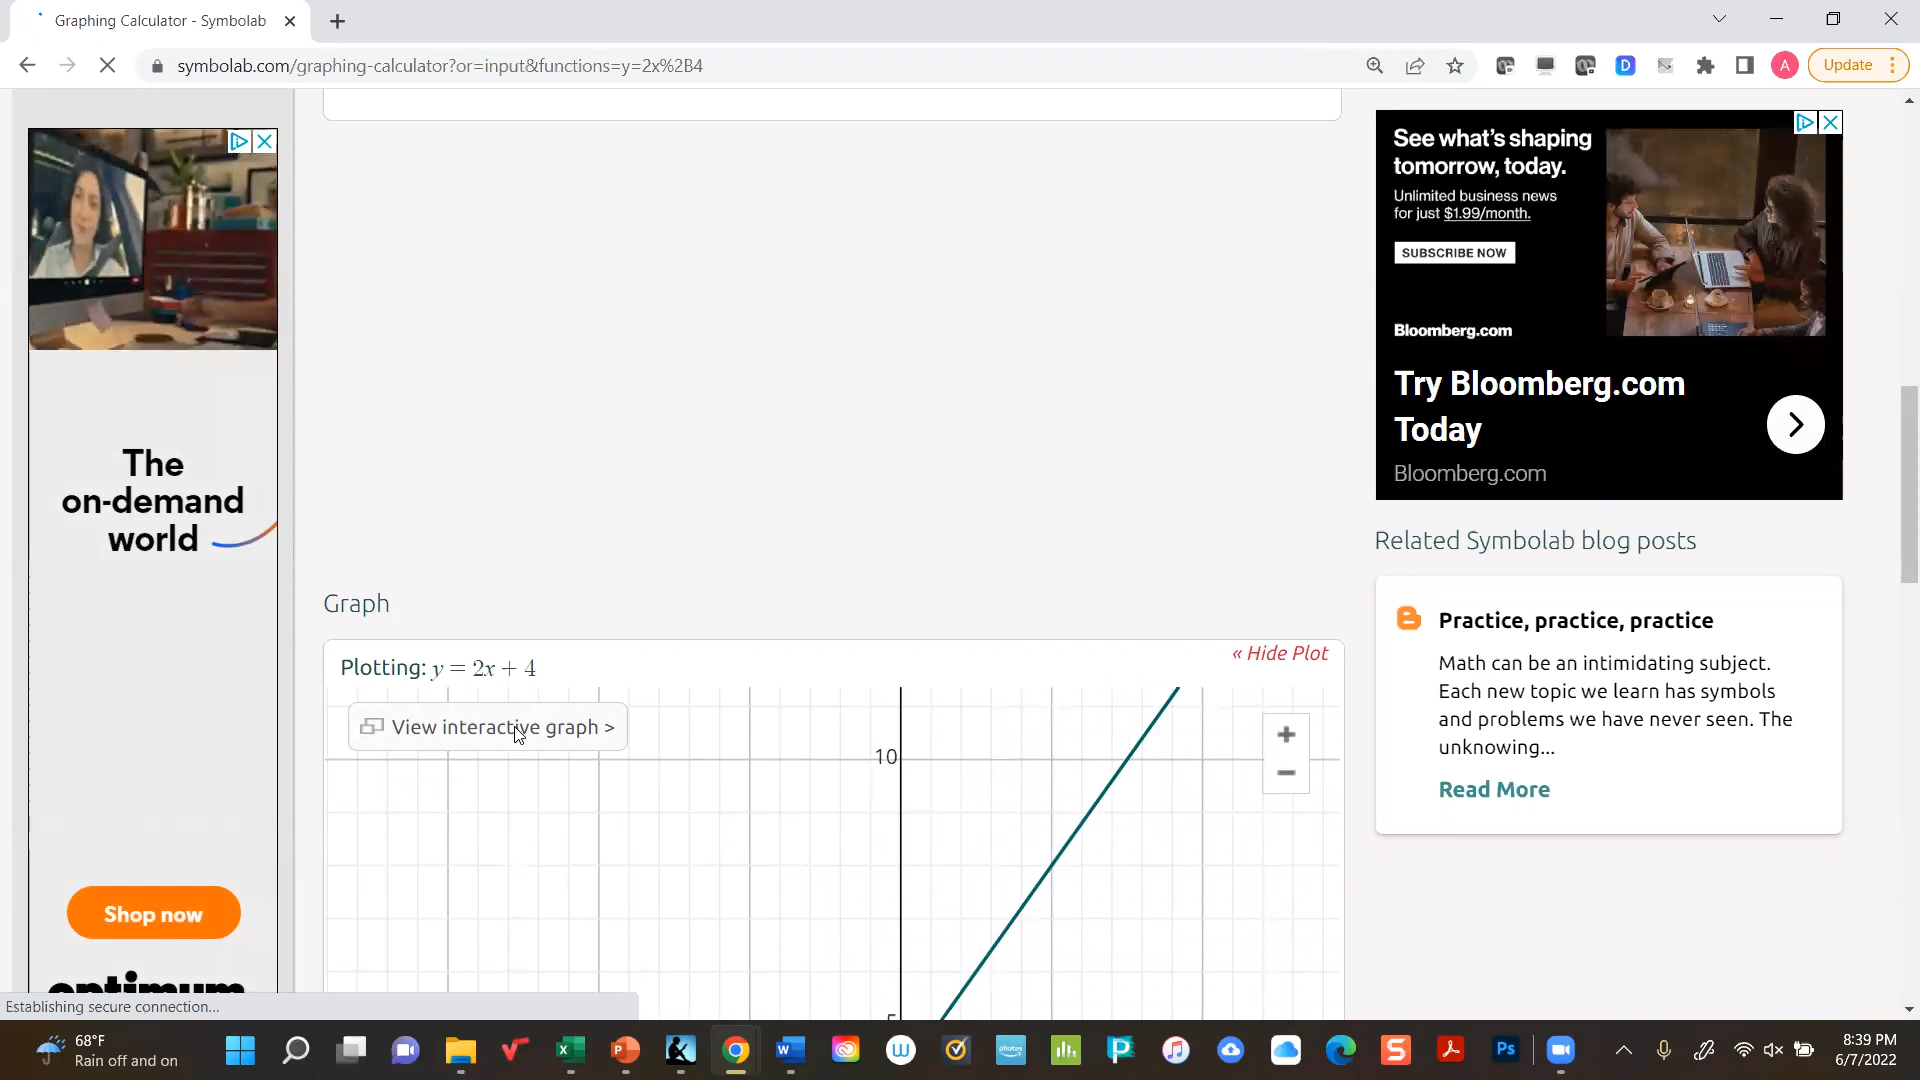 Graphing Calculator - Symbolab
symbolab.com/graphing-calculator?or=input&functions=y=2x%2B4
D
A
Update
The
on-demand
world
Shop now
optimum
See what's shaping
tomorrow, today.
Unlimited business news
for just $1.99/month.
SUBSCRIBE NOW
Bloomberg.com
Try Bloomberg.com
Today
Bloomberg.com
Related Symbolab blog posts
Practice, practice, practice
Math can be an intimidating subject.
Each new topic we learn has symbols
and problems we have never seen. The
unknowing...
Read More
Graph
Plotting: y = 2x + 4
« Hide Plot
View interactive graph >
+
−
10
5
Establishing secure connection...
68°F
Rain off and on
photos
Ps
8:39 PM
6/7/2022